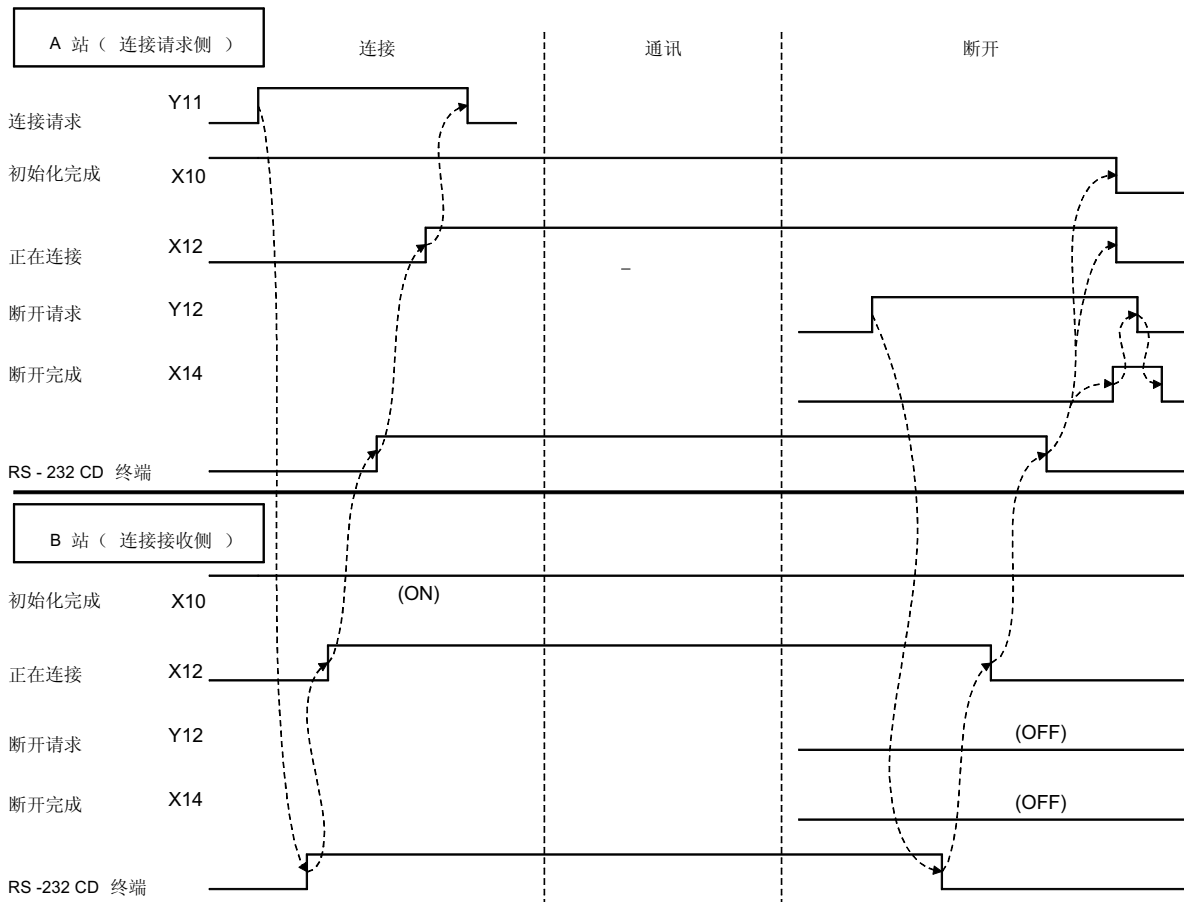 A 站（ 连接请求侧 ）
连接
通讯
断开
连接请求 Y11
初始化完成 X10
正在连接 X12
–
断开请求 Y12
断开完成 X14
RS - 232 CD 终端
B 站（ 连接接收侧 ）
初始化完成 X10 (ON)
正在连接 X12
断开请求 Y12 (OFF)
断开完成 X14 (OFF)
RS -232 CD 终端